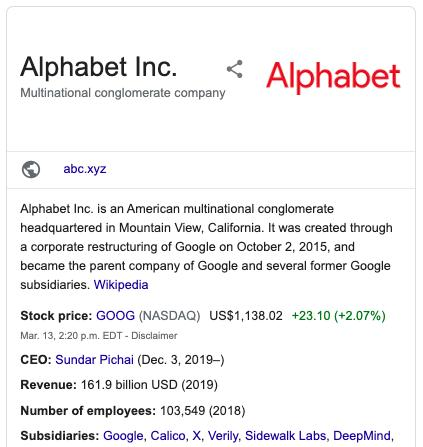 Alphabet Inc.
Alphabet
Multinational conglomerate company
abc.xyz
Alphabet Inc. is an American multinational conglomerate
headquartered in Mountain View, California. It was created through
a corporate restructuring of Google on October 2, 2015, and
became the parent company of Google and several former Google
subsidiaries. Wikipedia
Stock price: GOOG (NASDAQ) US$1,138.02 +23.10 (+2.07%)
Mar. 13, 2:20 p.m. EDT - Disclaimer
CEO: Sundar Pichai (Dec. 3, 2019–)
Revenue: 161.9 billion USD (2019)
Number of employees: 103,549 (2018)
Subsidiaries: Google, Calico, X, Verily, Sidewalk Labs, DeepMind,